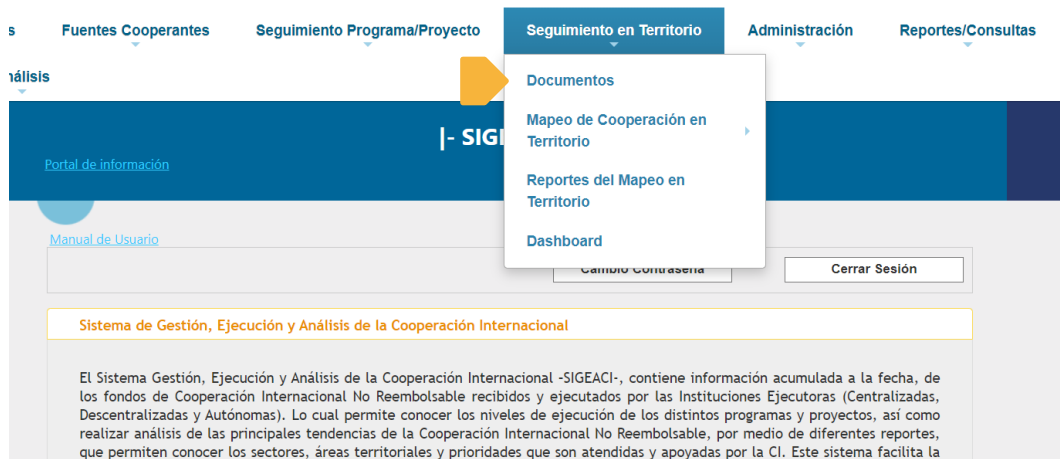 s Fuentes Cooperantes Seguimiento Programa/Proyecto Seguimiento en Territorio Administración Reportes/Consultas
nálisis
Documentos
Mapeo de Cooperación en
Territorio
Reportes del Mapeo en
Territorio
Dashboard
|- SIGE
Portal de información
Manual de Usuario
Cambio Contraseña Cerrar Sesión
Sistema de Gestión, Ejecución y Análisis de la Cooperación Internacional
El Sistema Gestión, Ejecución y Análisis de la Cooperación Internacional -SIGEACI-, contiene información acumulada a la fecha, de
los fondos de Cooperación Internacional No Reembolsable recibidos y ejecutados por las Instituciones Ejecutoras (Centralizadas,
Descentralizadas y Autónomas). Lo cual permite conocer los niveles de ejecución de los distintos programas y proyectos, así como
realizar análisis de las principales tendencias de la Cooperación Internacional No Reembolsable, por medio de diferentes reportes,
que permiten conocer los sectores, áreas territoriales y prioridades que son atendidas y apoyadas por la CI. Este sistema facilita la